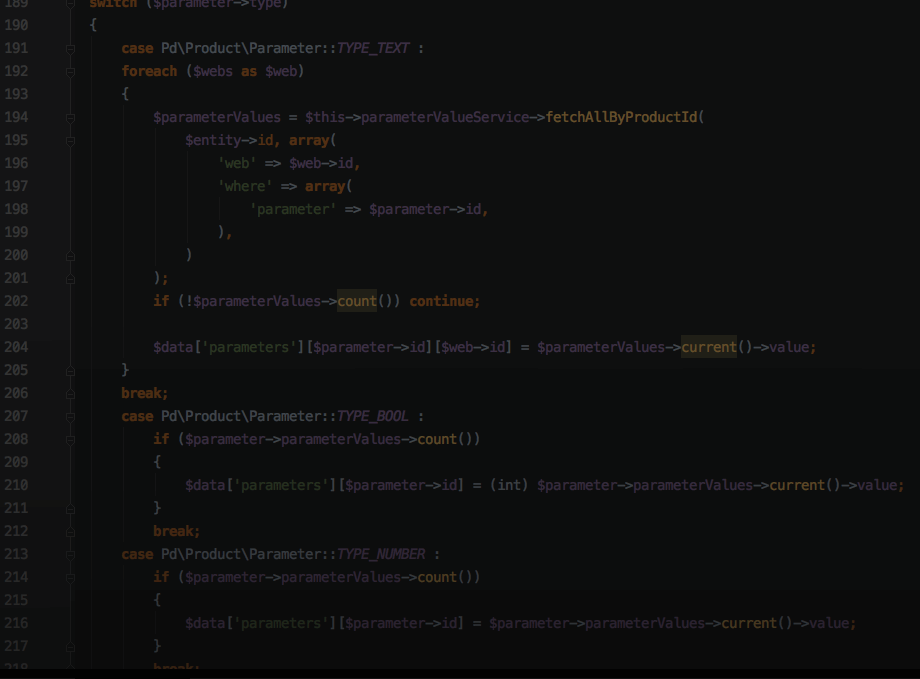 189 switch ($parameter->type)
190 {
191 case Pd\Product\Parameter::TYPE_TEXT :
192 foreach ($webs as $web)
193 {
194 $parameterValues = $this->parameterValueService->fetchAllByProductId(
195 $entity->id, array(
196 'web' => $web->id,
197 'where' => array(
198 'parameter' => $parameter->id,
199 ),
200 )
201 );
202 if (!$parameterValues->count()) continue;
203
204 $data['parameters'][$parameter->id][$web->id] = $parameterValues->current()->value;
205 }
206 break;
207 case Pd\Product\Parameter::TYPE_BOOL :
208 if ($parameter->parameterValues->count())
209 {
210 $data['parameters'][$parameter->id] = (int) $parameter->parameterValues->current()->value;
211 }
212 break;
213 case Pd\Product\Parameter::TYPE_NUMBER :
214 if ($parameter->parameterValues->count())
215 {
216 $data['parameters'][$parameter->id] = $parameter->parameterValues->current()->value;
217 }
218 break;